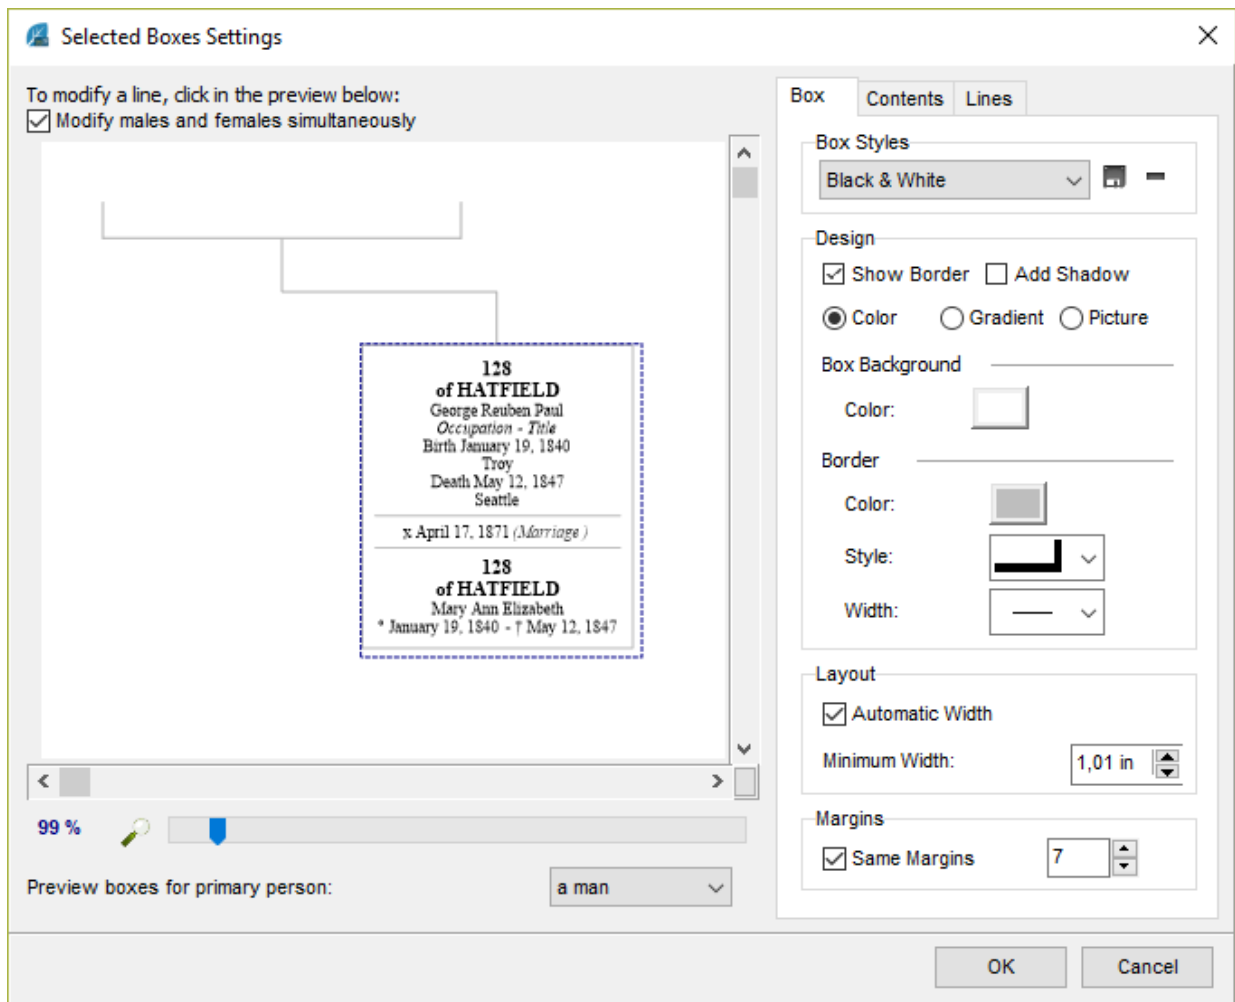 Selected Boxes Settings
To modify a line, click in the preview below:
Modify males and females simultaneously
128
of HATFIELD
George Reuben Paul
Occupation - Title
Birth January 19, 1840
Troy
Death May 12, 1847
Seattle
x April 17, 1871 (Marriage )
128
of HATFIELD
Mary Ann Elizabeth
* January 19, 1840 - † May 12, 1847
99 %
Preview boxes for primary person:
a man
Box Contents Lines
Box Styles
Black & White
Design
Show Border Add Shadow
Color Gradient Picture
Box Background
Color:
Border
Color:
Style:
Width:
Layout
Automatic Width
Minimum Width: 1,01 in
Margins
Same Margins 7
OK Cancel